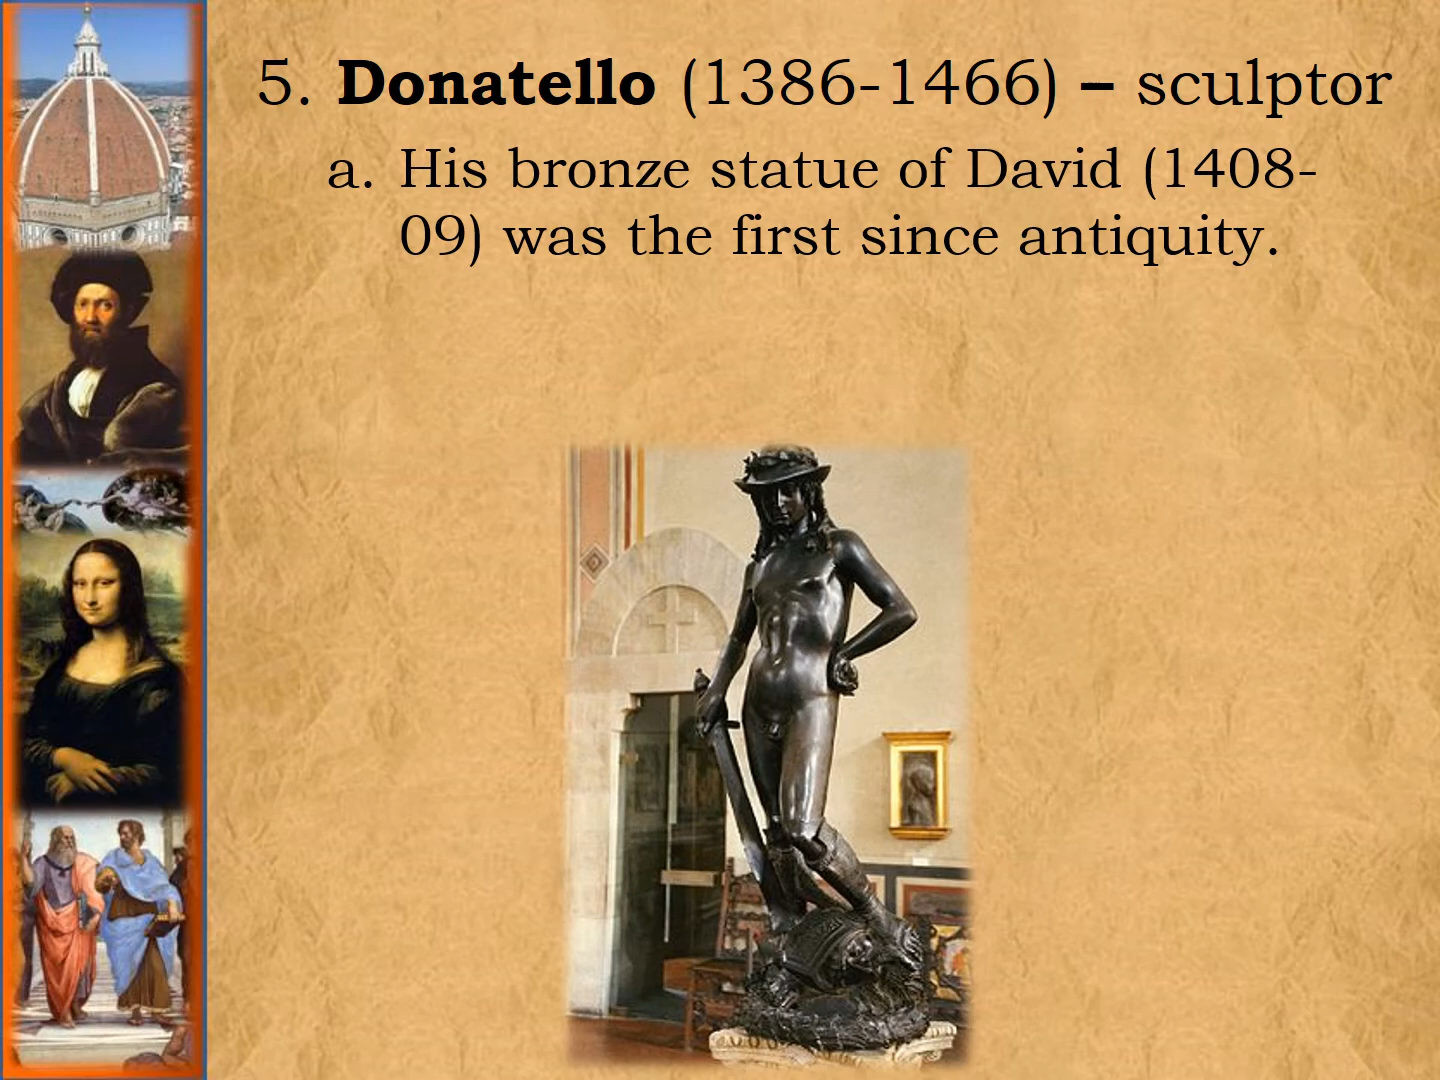 5. Donatello (1386-1466) – sculptor
a. His bronze statue of David (1408-
09) was the first since antiquity.